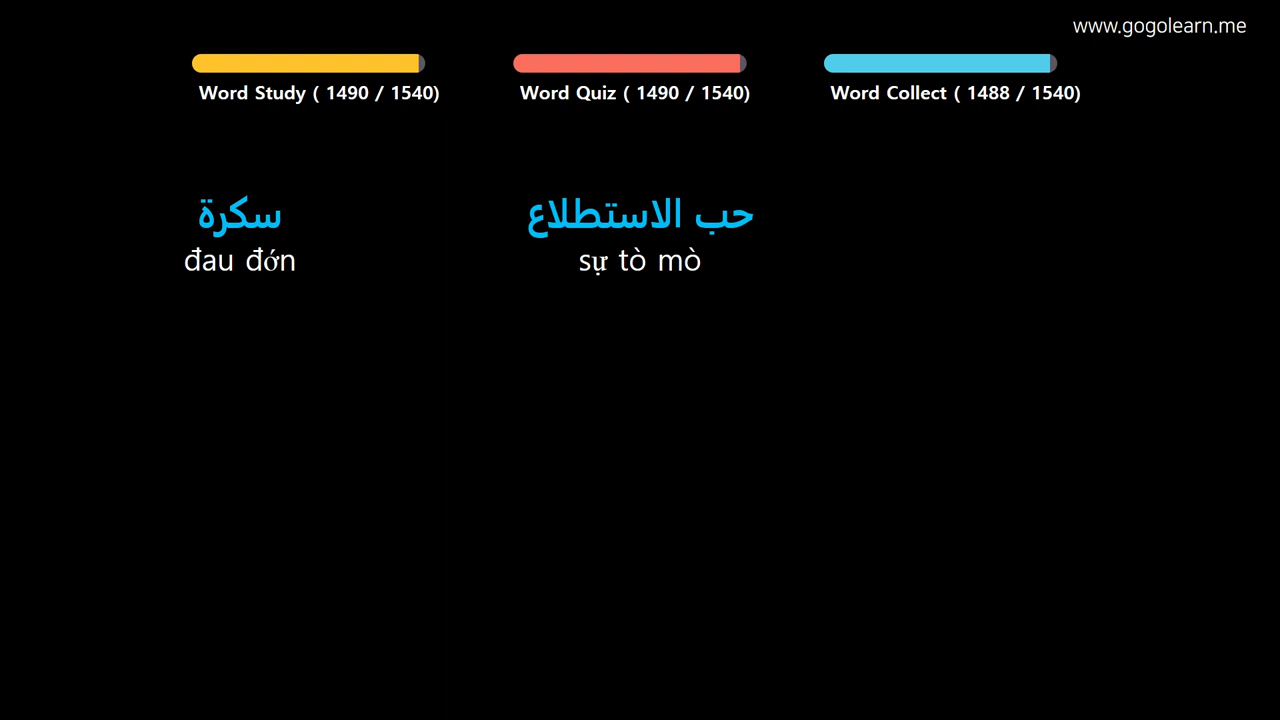 www.gogolearn.me
Word Study ( 1490 / 1540)
Word Quiz ( 1490 / 1540)
Word Collect ( 1488 / 1540)
سكرة
đau đớn
حب الاستطلاع
sự tò mò